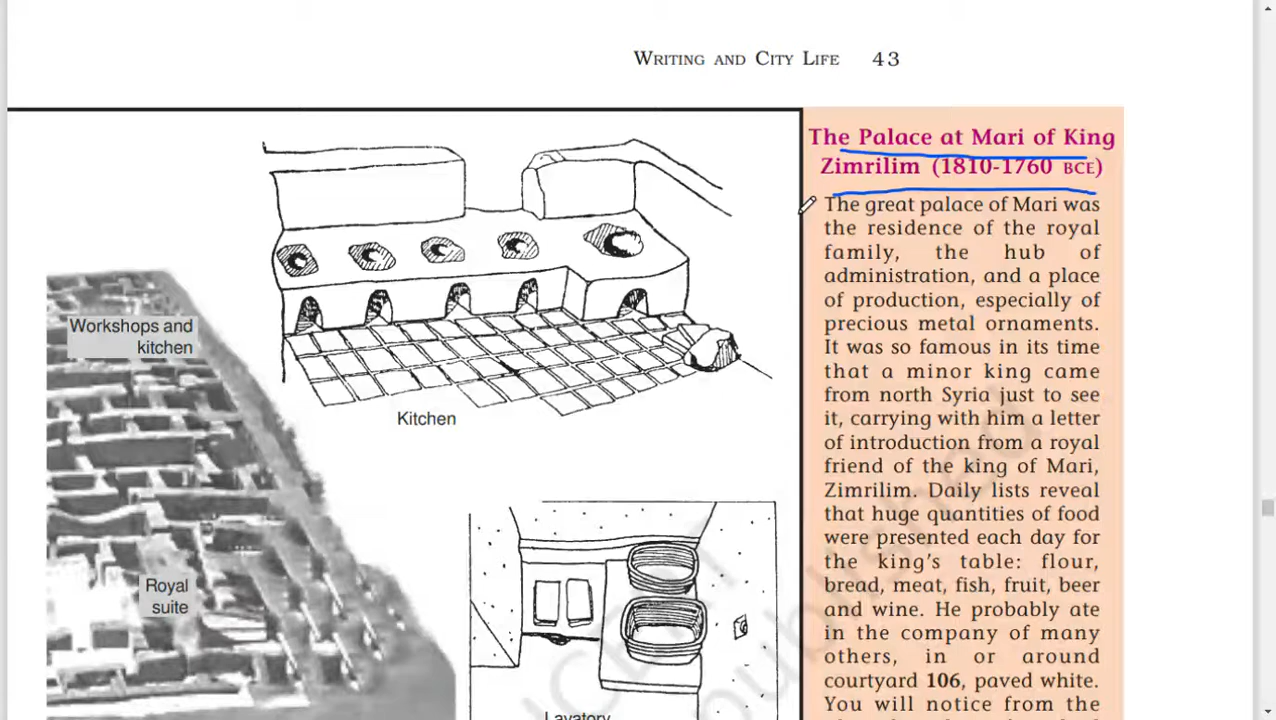 WRITING AND CITY LIFE 43
Workshops and
kitchen
Kitchen
Royal
suite
Lavatory
The Palace at Mari of King
Zimrilim (1810-1760 BCE)
The great palace of Mari was
the residence of the royal
family, the hub of
administration, and a place
of production, especially of
precious metal ornaments.
It was so famous in its time
that a minor king came
from north Syria just to see
it, carrying with him a letter
of introduction from a royal
friend of the king of Mari,
Zimrilim. Daily lists reveal
that huge quantities of food
were presented each day for
the king’s table: flour,
bread, meat, fish, fruit, beer
and wine. He probably ate
in the company of many
others, in or around
courtyard 106, paved white.
You will notice from the